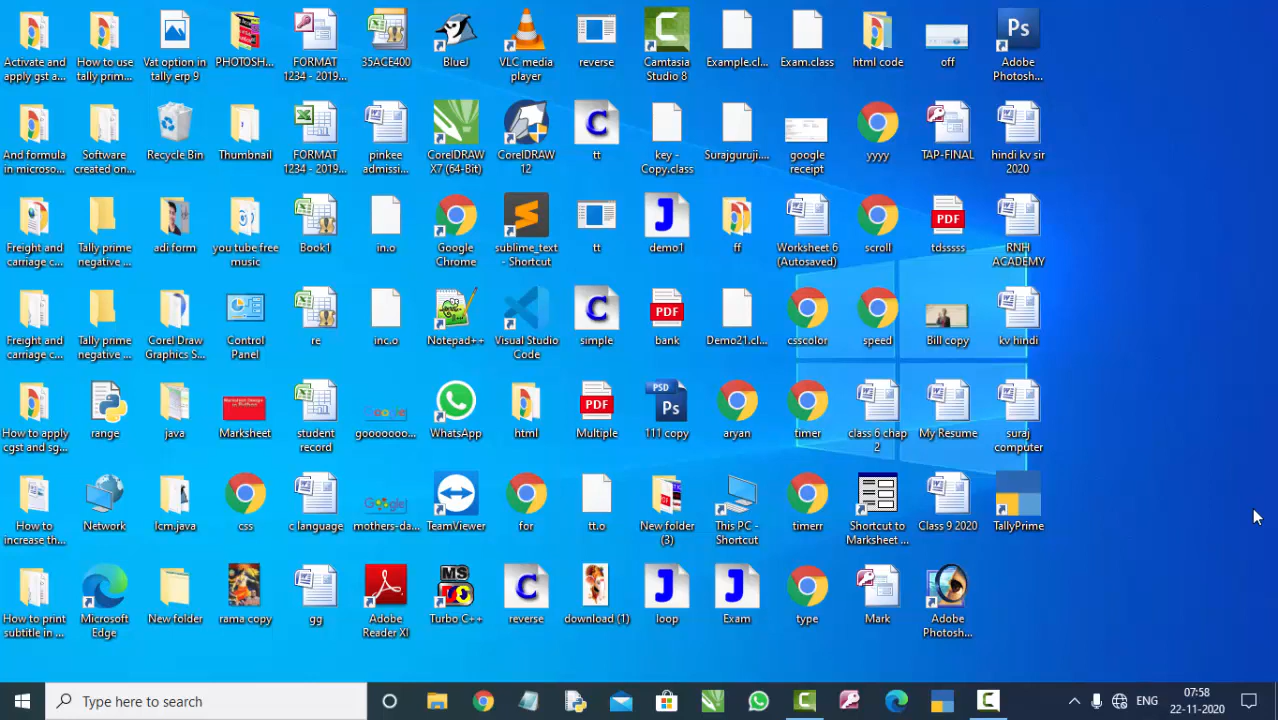 Activate and
apply gst a...
How to use
tally prim...
Vat option in
tally erp 9
PHOTOSH...
FORMAT
1234 - 2019...
35ACE400
BlueJ
VLC media
player
reverse
Camtasia
Studio 8
Example.cl...
Exam.class
html code
off
Adobe
Photosh...
And formula
in microso...
Software
created on...
Recycle Bin
Thumbnail
FORMAT
1234 - 2019...
pinkee
admissi...
CorelDRAW
X7 (64-Bit)
CorelDRAW
12
tt
key -
Copy.class
Surajguruji....
google
receipt
yyyy
TAP-FINAL
hindi kv sir
2020
Freight and
carriage c...
Tally prime
negative ...
adi form
you tube free
music
Book1
in.o
Google
Chrome
sublime_text
- Shortcut
tt
demo1
ff
Worksheet 6
(Autosaved)
scroll
PDF
tdsssss
RNH
ACADEMY
Freight and
carriage c...
Tally prime
negative ...
Corel Draw
Graphics S...
Control
Panel
re
inc.o
Notepad++
Visual Studio
Code
simple
PDF
bank
Demo21.cl...
csscolor
speed
Bill copy
kv hindi
How to apply
cgst and sg...
range
java
Marksheet
student
record
goooooooo...
WhatsApp
html
PDF
Multiple
PSD
Ps
111 copy
aryan
timer
class 6 chap
2
My Resume
suraj
computer
How to
increase th...
Network
lcm.java
css
c language
Google
mothers-da...
TeamViewer
for
tt.o
New folder
(3)
This PC -
Shortcut
timerr
Shortcut to
Marksheet ...
Class 9 2020
TallyPrime
How to print
subtitle in ...
Microsoft
Edge
New folder
rama copy
gg
Adobe
Reader XI
MS
Turbo C++
reverse
download (1)
loop
Exam
type
Mark
Adobe
Photosh...
Type here to search
ENG
07:58
22-11-2020